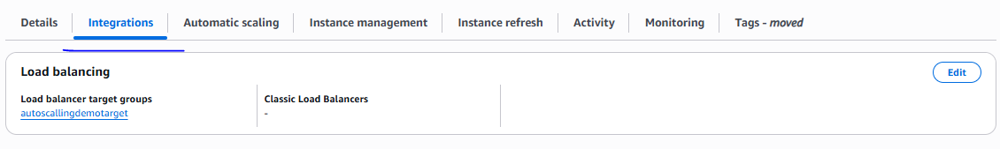 Details Integrations Automatic scaling Instance management Instance refresh Activity Monitoring Tags - moved
Load balancing Edit
Load balancer target groups Classic Load Balancers
autoscallingdemotarget -